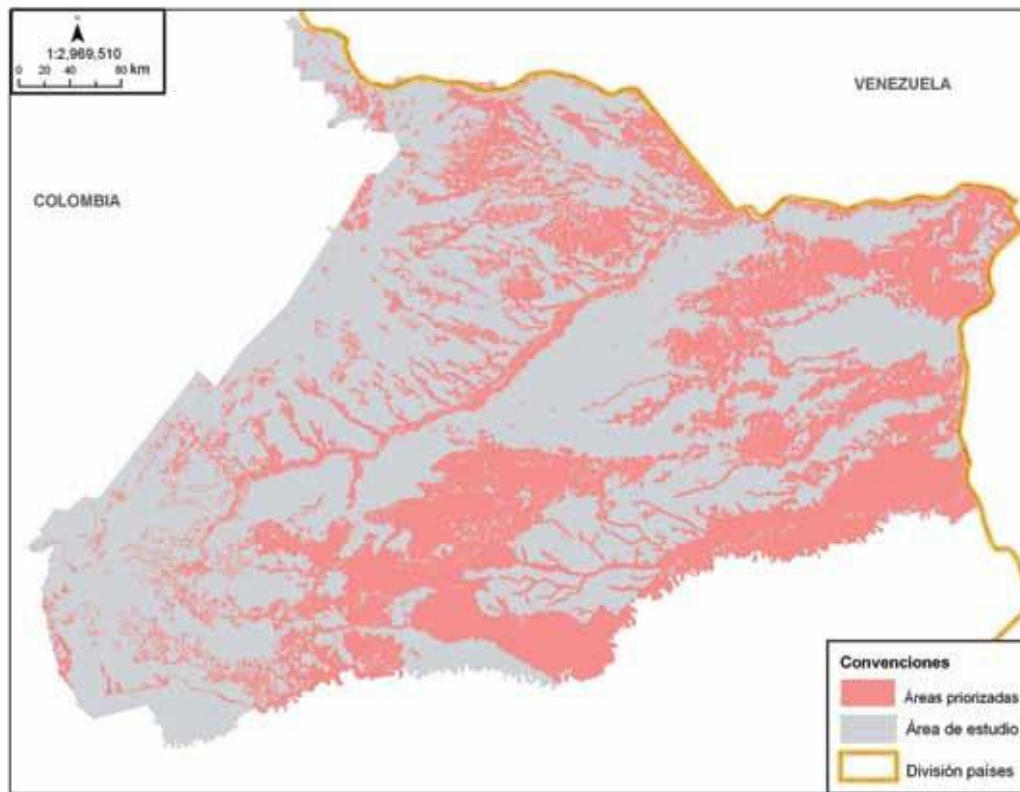 1:2,969,510
0 20 40 80 km
VENEZUELA
COLOMBIA
Convenciones
Áreas priorizadas
Área de estudio
División países